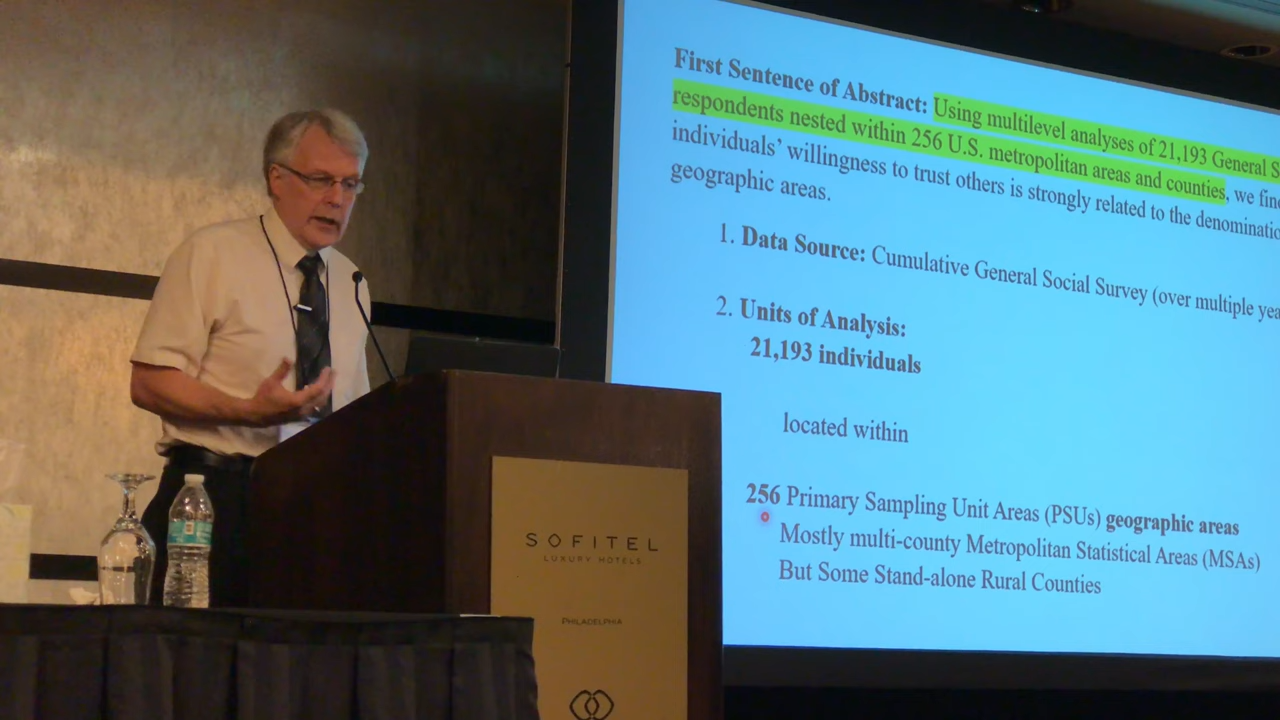 First Sentence of Abstract: Using multilevel analyses of 21,193 General
respondents nested within 256 U.S. metropolitan areas and counties, we
individuals' willingness to trust others is strongly related to the
geographic areas.
1. Data Source: Cumulative General Social Survey (over multiple
2. Units of Analysis:
21,193 individuals
located within
256 Primary Sampling Unit Areas (PSUs) geographic areas
Mostly multi-county Metropolitan Statistical Areas (MSAs)
But Some Stand-alone Rural Counties
SOFITEL
LUXURY HOTELS
PHILADELPHIA